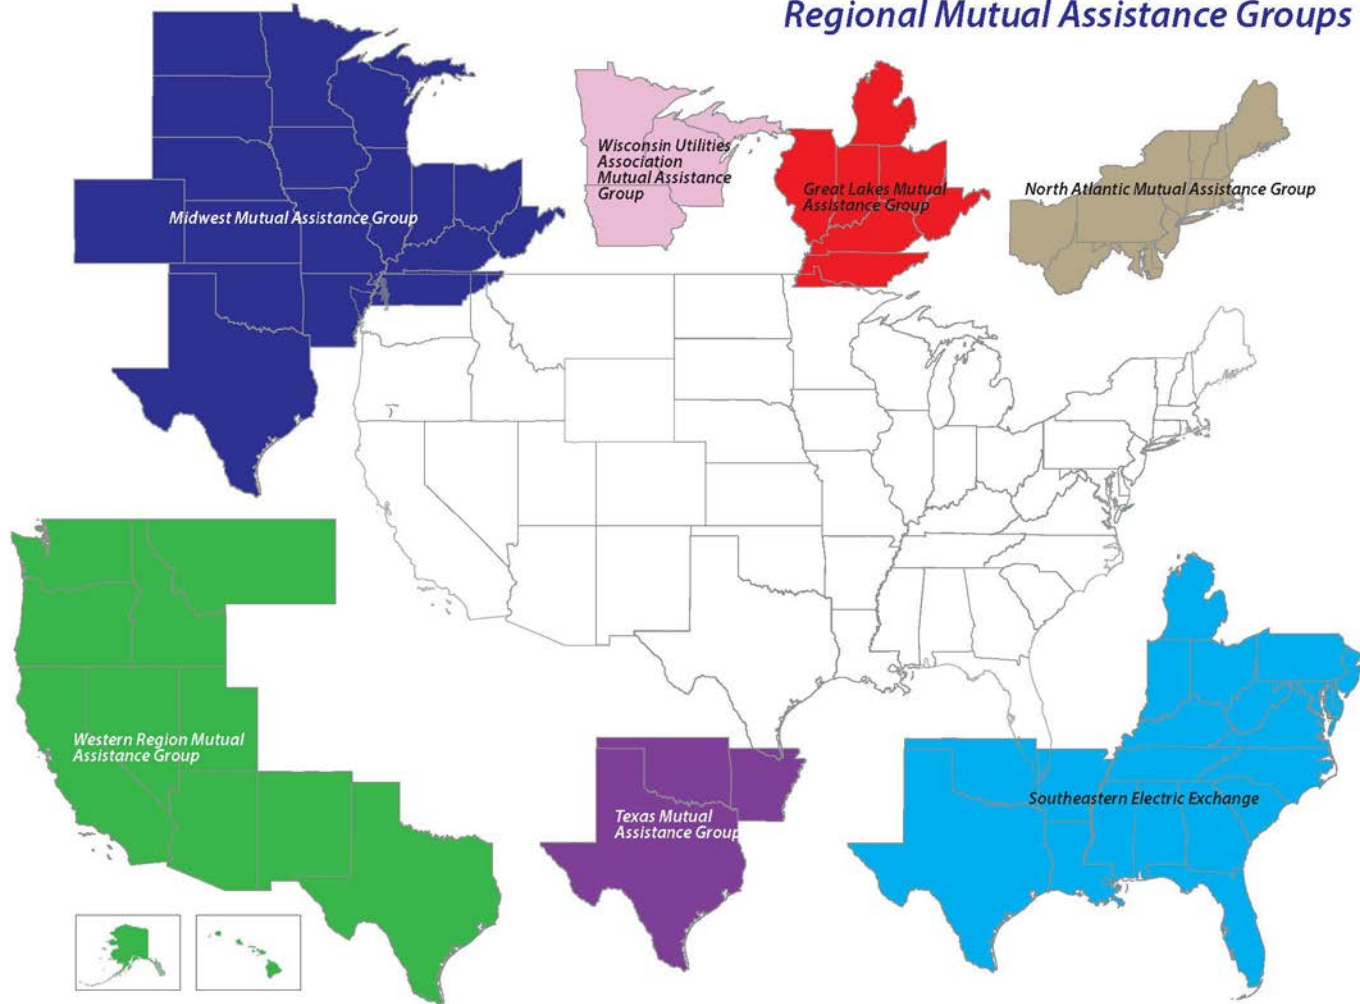 Regional Mutual Assistance Groups
Wisconsin Utilities
Association
Mutual Assistance
Group
Great Lakes Mutual
Assistance Group
North Atlantic Mutual Assistance Group
Midwest Mutual Assistance Group
Western Region Mutual
Assistance Group
Texas Mutual
Assistance Group
Southeastern Electric Exchange